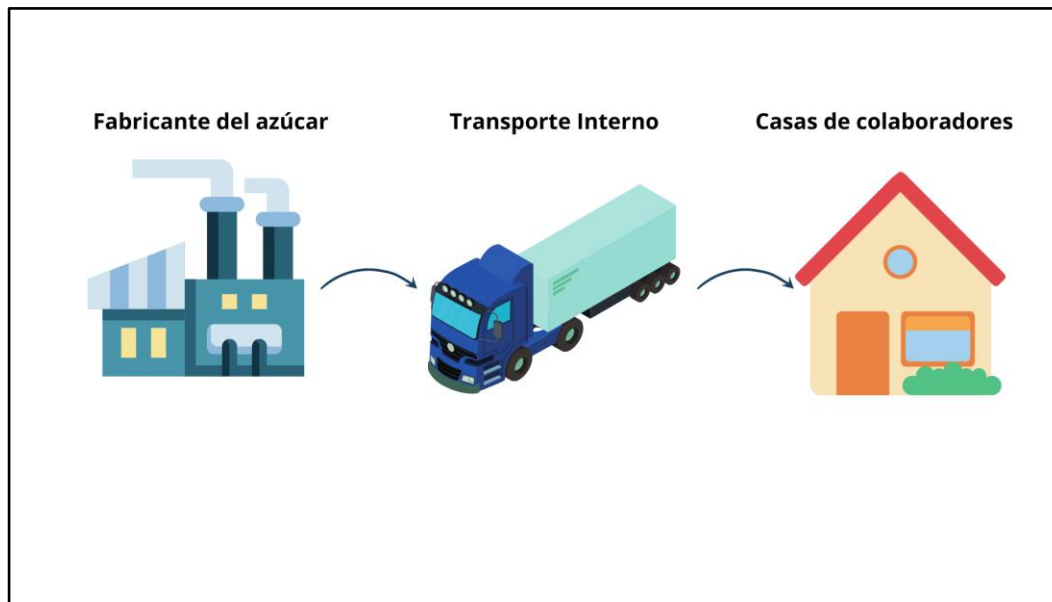 Fabricante del azúcar
Transporte Interno
Casas de colaboradores